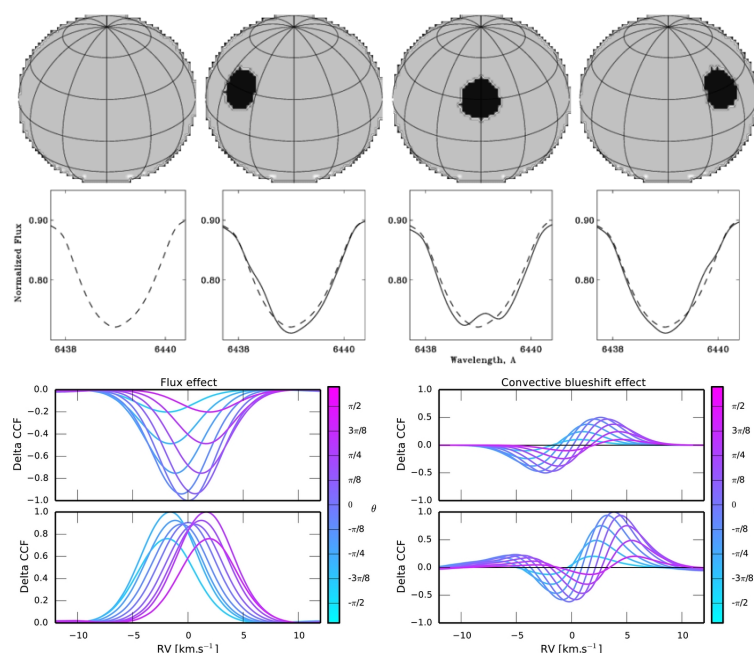 Normalized Flux
0.90
0.80
6438
6440
0.90
0.80
6438
6440
0.90
0.80
6438
6440
0.90
0.80
6438
6440
Wavelength, A
Flux effect
Delta CCF
0.0
−0.2
−0.4
−0.6
−0.8
−1.0
Delta CCF
1.0
0.8
0.6
0.4
0.2
0.0
−10
−5
0
5
10
RV [km.s⁻¹]
π/2
3π/8
π/4
π/8
0
-π/8
-π/4
-3π/8
-π/2
θ
Convective blueshift effect
Delta CCF
1.0
0.5
0.0
−0.5
−1.0
Delta CCF
1.0
0.5
0.0
−0.5
−1.0
−10
−5
0
5
10
RV [km.s⁻¹]
π/2
3π/8
π/4
π/8
0
-π/8
-π/4
-3π/8
-π/2